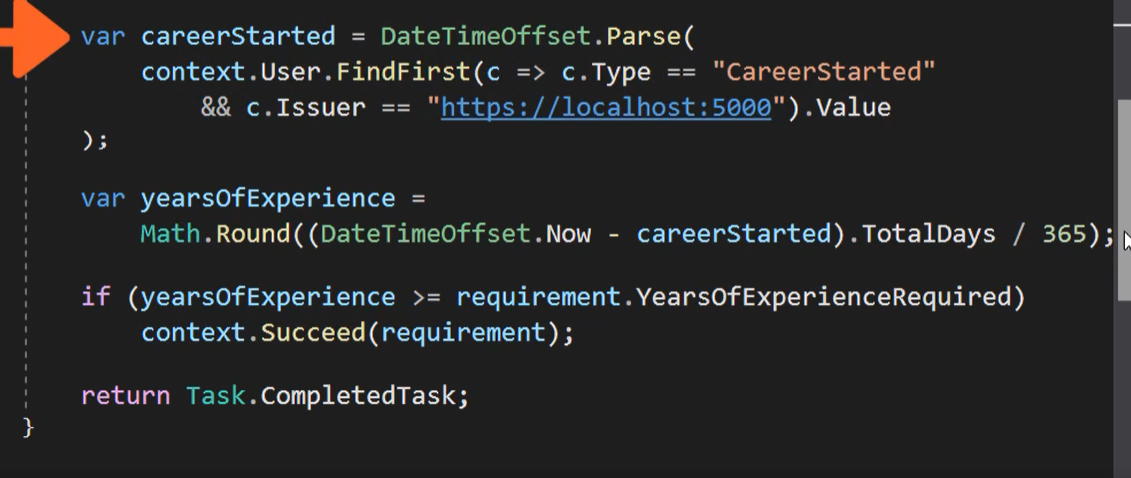 var careerStarted = DateTimeOffset.Parse(
context.User.FindFirst(c => c.Type == "CareerStarted"
&& c.Issuer == "https://localhost:5000").Value
);
var yearsOfExperience =
Math.Round((DateTimeOffset.Now - careerStarted).TotalDays / 365);
if (yearsOfExperience >= requirement.YearsOfExperienceRequired)
context.Succeed(requirement);
return Task.CompletedTask;
}